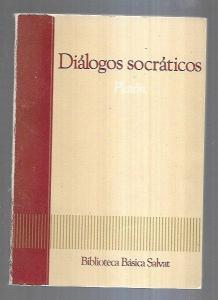 Diálogos socráticos
Platón
Biblioteca Básica Salvat